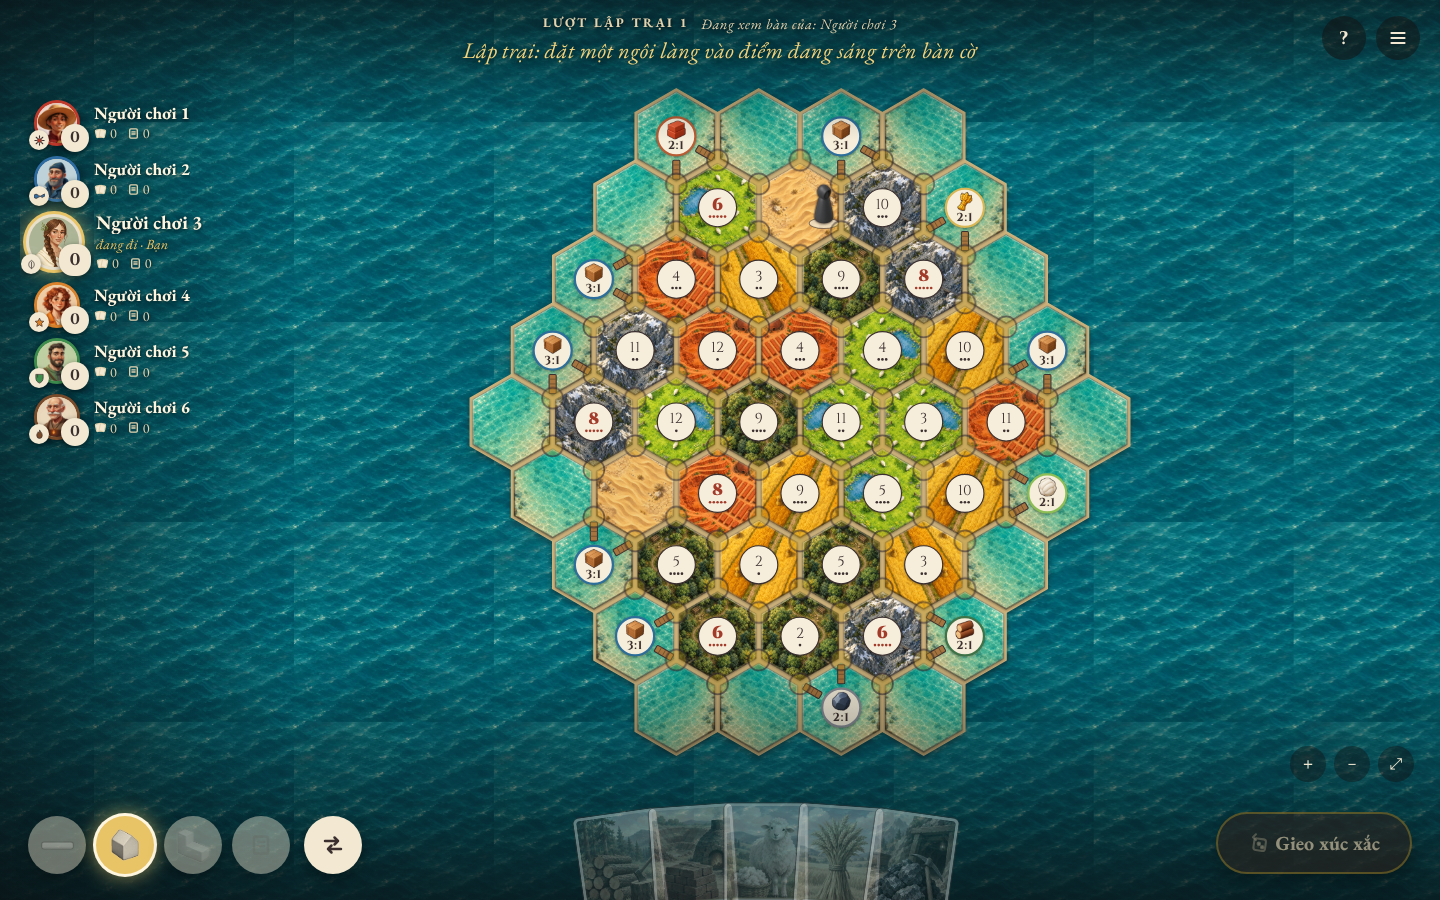 LƯỢT LẬP TRẠI 1 Đang xem bàn của: Người chơi 3
Lập trại: đặt một ngôi làng vào điểm đang sáng trên bàn cờ
?
Người chơi 1
0 0 0
Người chơi 2
0 0 0
Người chơi 3
đang đi · Bạn
0 0 0
Người chơi 4
0 0 0
Người chơi 5
0 0 0
Người chơi 6
0 0 0
2:1 3:1
6 10 2:1
3:1 4 3 9 8
3:1 11 12 4 4 10 3:1
8 12 9 11 3 11
8 9 5 10 2:1
3:1 5 2 5 3
3:1 6 2 6 2:1
2:1
+ −
Gieo xúc xắc